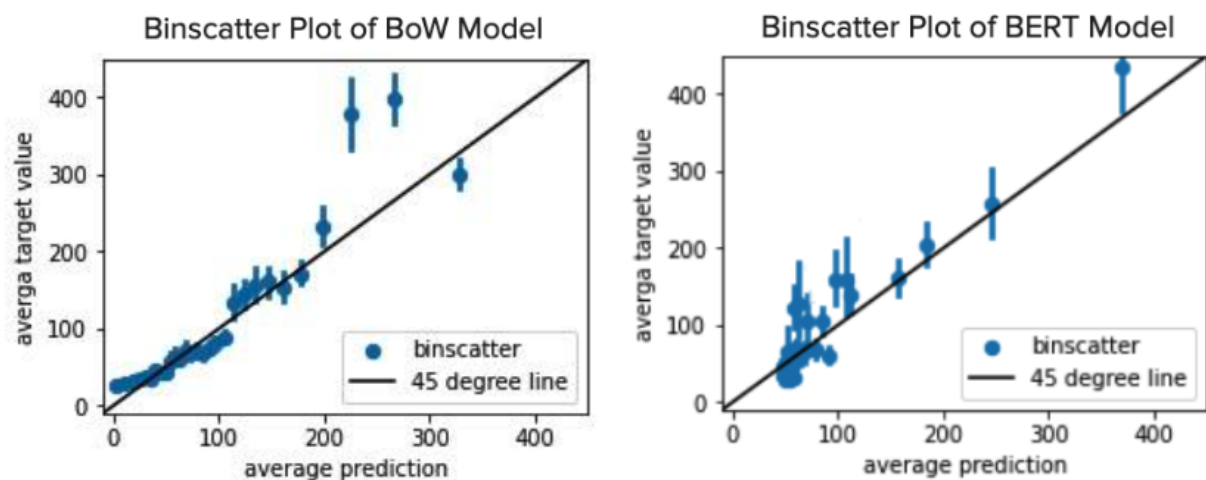 Binscatter Plot of BoW Model
averga target value
400
300
200
100
0
binscatter
45 degree line
0 100 200 300 400
average prediction
Binscatter Plot of BERT Model
averga target value
400
300
200
100
0
binscatter
45 degree line
0 100 200 300 400
average prediction